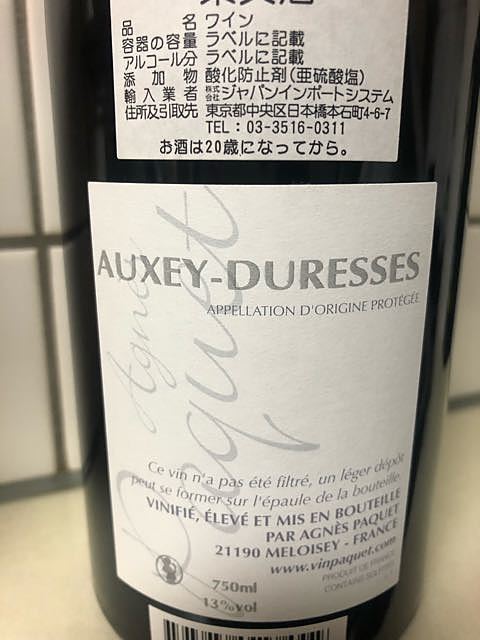 品名 ワイン
容器の容量 ラベルに記載
アルコール分 ラベルに記載
添加物 酸化防止剤(亜硫酸塩)
輸入業者 株式会社ジャパンインポートシステム
住所及引取先 東京都中央区日本橋本石町4-6-7
TEL:03-3516-0311
お酒は20歳になってから。
Agnès
Paquet
AUXEY-DURESSES
APPELLATION D'ORIGINE PROTÉGÉE
Ce vin n'a pas été filtré, un léger dépôt
peut se former sur l'épaule de la bouteille.
VINIFIÉ, ÉLEVÉ ET MIS EN BOUTEILLE
PAR AGNÈS PAQUET
21190 MELOISEY - FRANCE
www.vinpaquet.com
PRODUIT DE FRANCE
CONTAINS SULFITES
750ml
13%vol